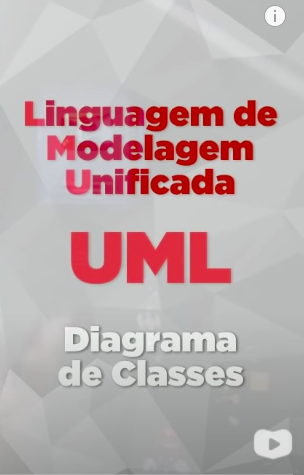 Linguagem de
Modelagem
Unificada
UML
Diagrama
de Classes